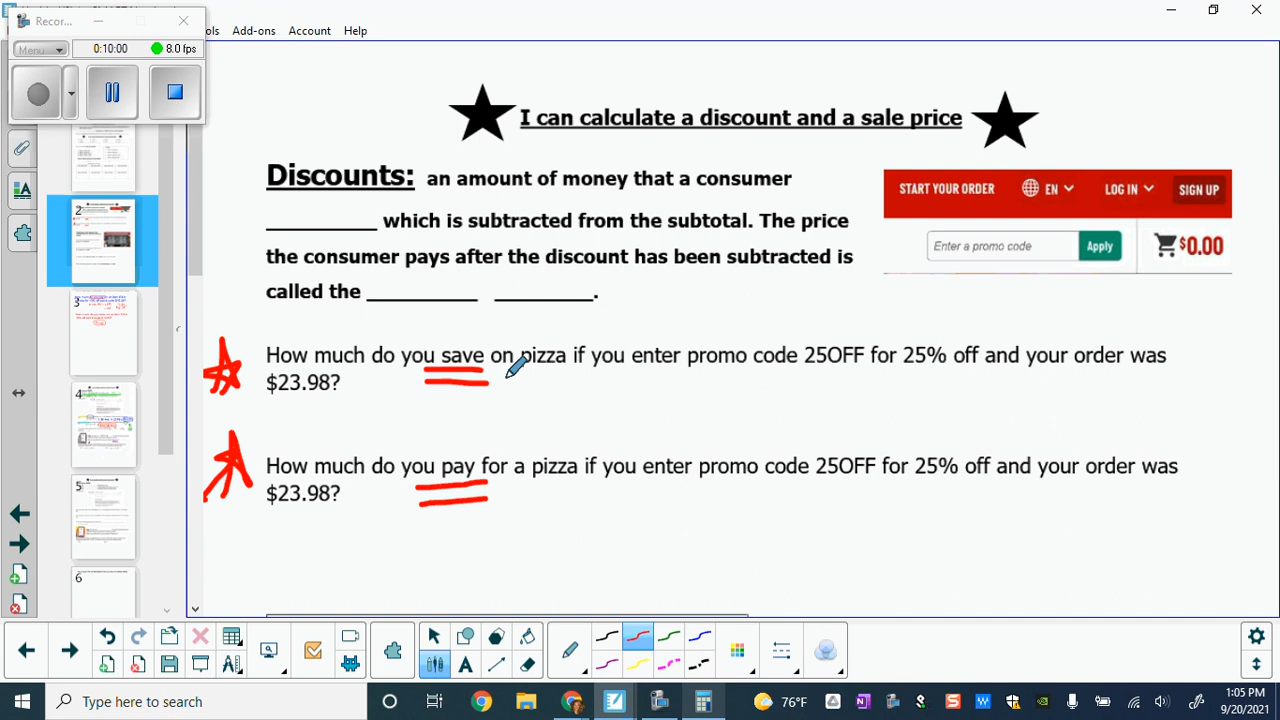 Recor...
Menu
0:10:00
8.0 fps
ols Add-ons Account Help
I can calculate a discount and a sale price
Discounts: an amount of money that a consumer
__________ which is subtracted from the subtotal. The price
the consumer pays after the discount has been subtracted is
called the __________ _________.
START YOUR ORDER EN LOG IN SIGN UP
Enter a promo code Apply $0.00
How much do you save on pizza if you enter promo code 25OFF for 25% off and your order was
$23.98?
How much do you pay for a pizza if you enter promo code 25OFF for 25% off and your order was
$23.98?
2
3
4
5
6
Type here to search
76°F
1:05 PM
9/20/2021